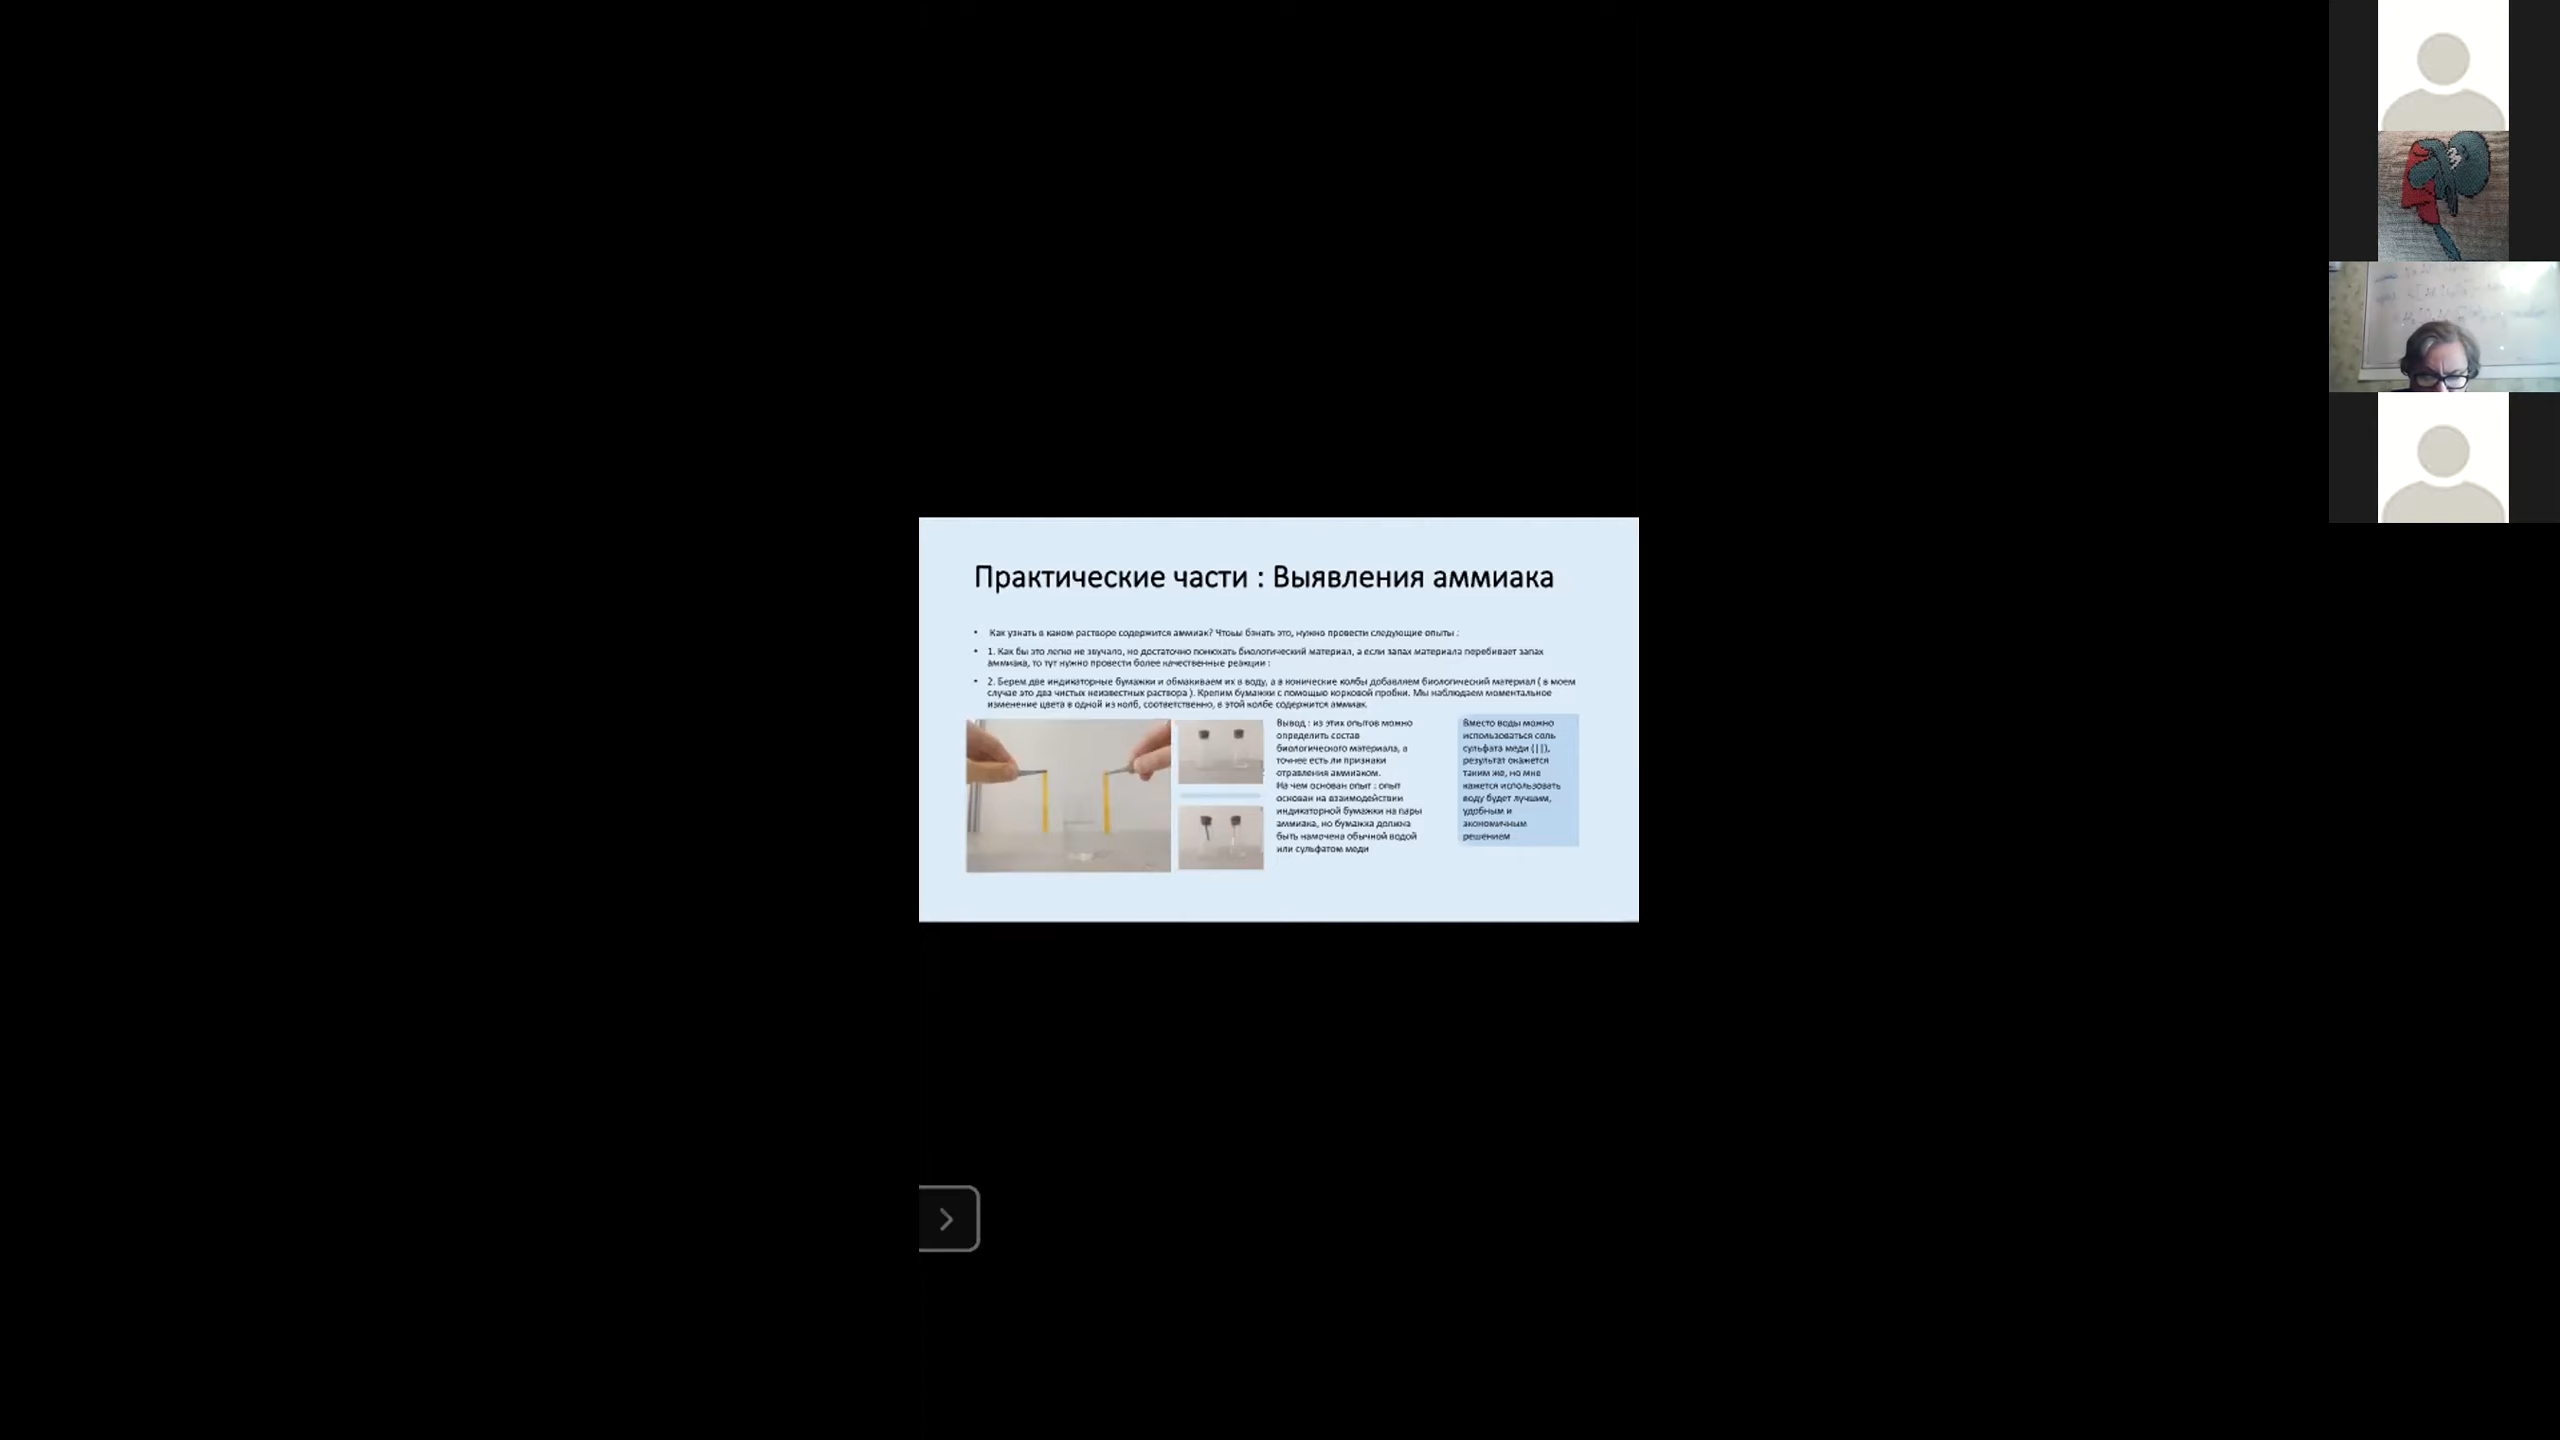 Практические части : Выявления аммиака
• Как узнать в каком растворе содержится аммиак? Чтоьы бзнать это, нужно провести следующие опыты :
• 1. Как бы это легко не звучало, но достаточно понюхать биологический материал, а если запах материала перебивает запах
аммиака, то тут нужно провести более качественные реакции :
• 2. Берем две индикаторные бумажки и обмакиваем их в воду, а в конические колбы добавляем биологический материал ( в моем
случае это два чистых неизвестных раствора ). Крепим бумажки с помощью корковой пробки. Мы наблюдаем моментальное
изменение цвета в одной из колб, соответственно, в этой колбе содержится аммиак.
Вывод : из этих опытов можно
определить состав
биологического материала, а
точнее есть ли признаки
отравления аммиаком.
На чем основан опыт : опыт
основан на взаимодействии
индикаторной бумажки на пары
аммиака, но бумажка должна
быть намочена обычной водой
или сульфатом меди
Вместо воды можно
использоваться соль
сульфата меди (||),
результат окажется
таким же, но мне
кажется использовать
воду будет лучшим,
удобным и
экономичным
решением